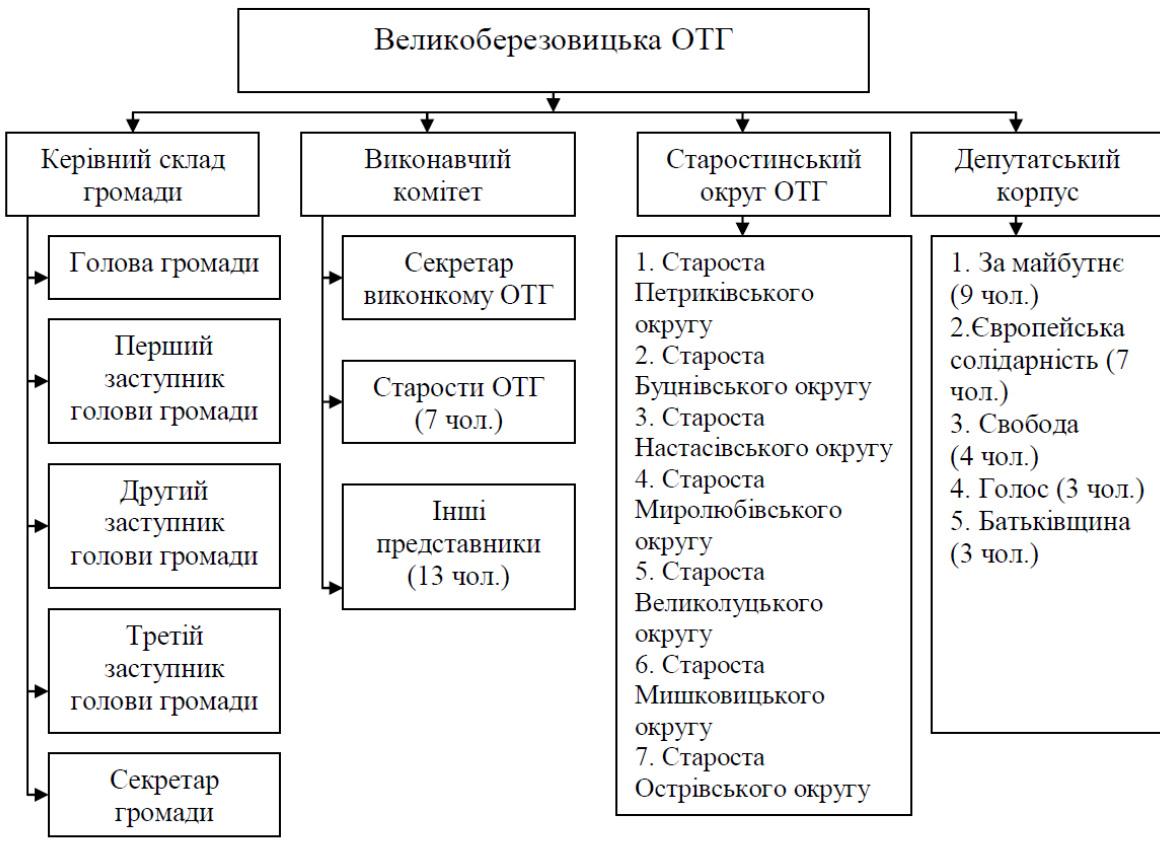 Великоберезовицька ОТГ
Керівний склад
громади
Голова громади
Перший
заступник
голови громади
Другий
заступник
голови громади
Третій
заступник
голови громади
Секретар
громади
Виконавчий
комітет
Секретар
виконкому ОТГ
Старости ОТГ
(7 чол.)
Інші
представники
(13 чол.)
Старостинський
округ ОТГ
1. Староста
Петриківського
округу
2. Староста
Буцнівського округу
3. Староста
Настасівського округу
4. Староста
Миролюбівського
округу
5. Староста
Великолуцького
округу
6. Староста
Мишковицького
округу
7. Староста
Острівського округу
Депутатський
корпус
1. За майбутнє
(9 чол.)
2.Європейська
солідарність (7
чол.)
3. Свобода
(4 чол.)
4. Голос (3 чол.)
5. Батьківщина
(3 чол.)